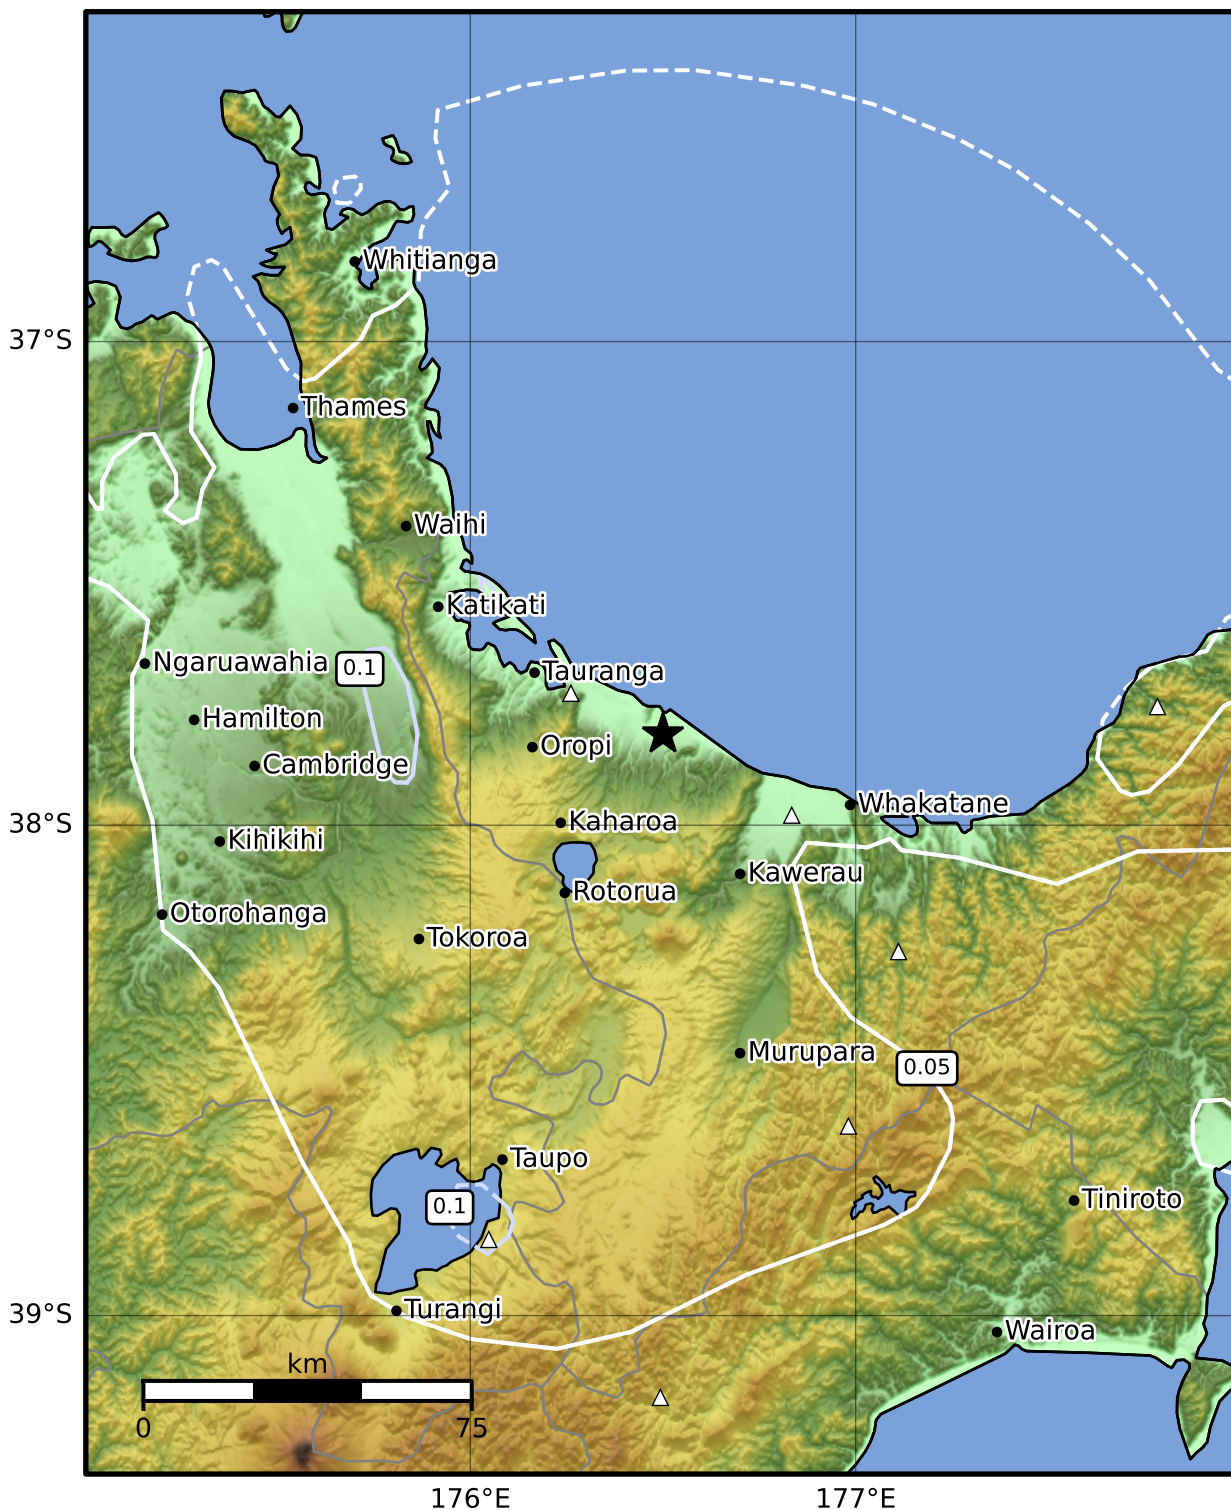 Whitianga
37°S
Thames
Waihi
Katikati
Ngaruawahia
0.1
Tauranga
Hamilton
Oropi
Cambridge
Whakatane
38°S
Kaharoa
Kihikihi
Kawerau
Rotorua
Otorohanga
Tokoroa
Murupara
0.05
Taupo
0.1
Tiniroto
39°S
Turangi
Wairoa
km
0
75
176°E
177°E